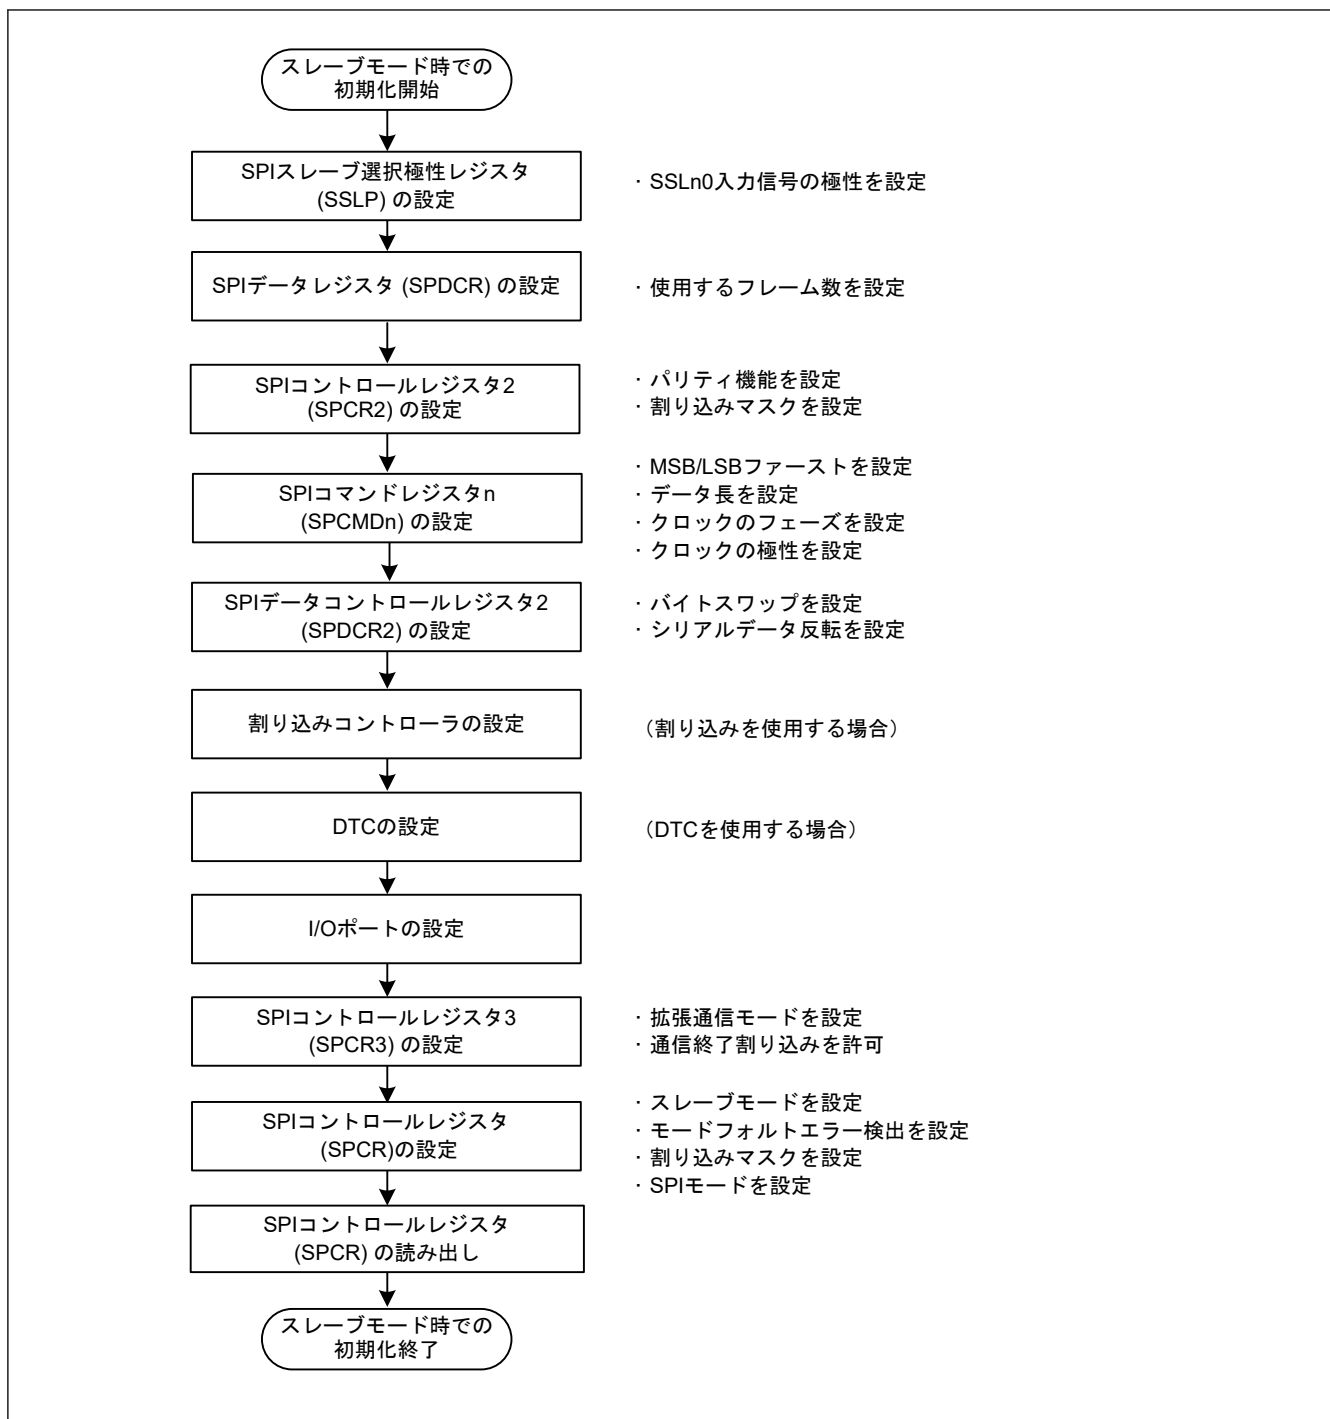 スレーブモード時での
初期化開始
SPIスレーブ選択極性レジスタ
(SSLP) の設定
・SSLn0入力信号の極性を設定
SPIデータレジスタ (SPDCR) の設定
・使用するフレーム数を設定
SPIコントロールレジスタ2
(SPCR2) の設定
・パリティ機能を設定
・割り込みマスクを設定
SPIコマンドレジスタn
(SPCMDn) の設定
・MSB/LSBファーストを設定
・データ長を設定
・クロックのフェーズを設定
・クロックの極性を設定
SPIデータコントロールレジスタ2
(SPDCR2) の設定
・バイトスワップを設定
・シリアルデータ反転を設定
割り込みコントローラの設定
（割り込みを使用する場合）
DTCの設定
（DTCを使用する場合）
I/Oポートの設定
SPIコントロールレジスタ3
(SPCR3) の設定
・拡張通信モードを設定
・通信終了割り込みを許可
SPIコントロールレジスタ
(SPCR)の設定
・スレーブモードを設定
・モードフォルトエラー検出を設定
・割り込みマスクを設定
・SPIモードを設定
SPIコントロールレジスタ
(SPCR) の読み出し
スレーブモード時での
初期化終了